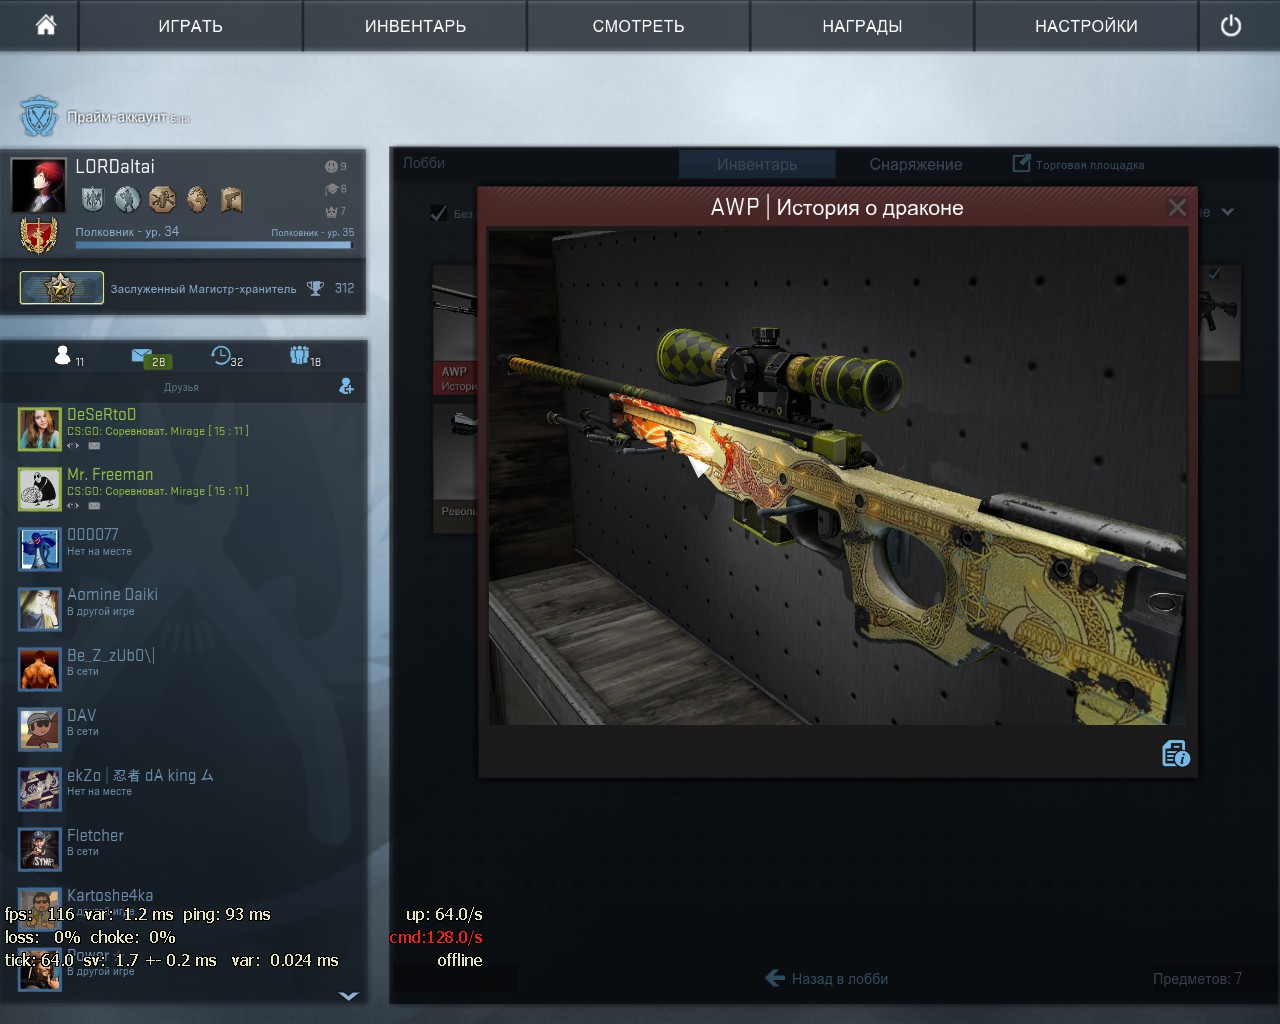 ИГРАТЬ
ИНВЕНТАРЬ
СМОТРЕТЬ
НАГРАДЫ
НАСТРОЙКИ
Прайм-аккаунт
LORDaltai
9
6
7
Полковник - ур. 34
Полковник - ур. 35
Заслуженный Магистр-хранитель
312
11
28
32
18
Друзья
DeSeRtoD
CS:GO: Соревноват. Mirage [ 15 : 11 ]
Mr. Freeman
CS:GO: Соревноват. Mirage [ 15 : 11 ]
000077
Нет на месте
Aomine Daiki
В другой игре
Be_Z_zUbO\|
В сети
DAV
В сети
ekZo | 忍者 dA king ム
Нет на месте
Fletcher
В сети
Kartoshe4ka
В другой игре
Power
В другой игре
fps: 116 var: 1.2 ms ping: 93 ms
loss: 0% choke: 0%
tick: 64.0 sv: 1.7 +- 0.2 ms var: 0.024 ms
up: 64.0/s
cmd:128.0/s
offline
Лобби
Инвентарь
Снаряжение
Торговая площадка
Без
AWP | История о драконе
AWP
Истори
Револь
Назад в лобби
Предметов: 7